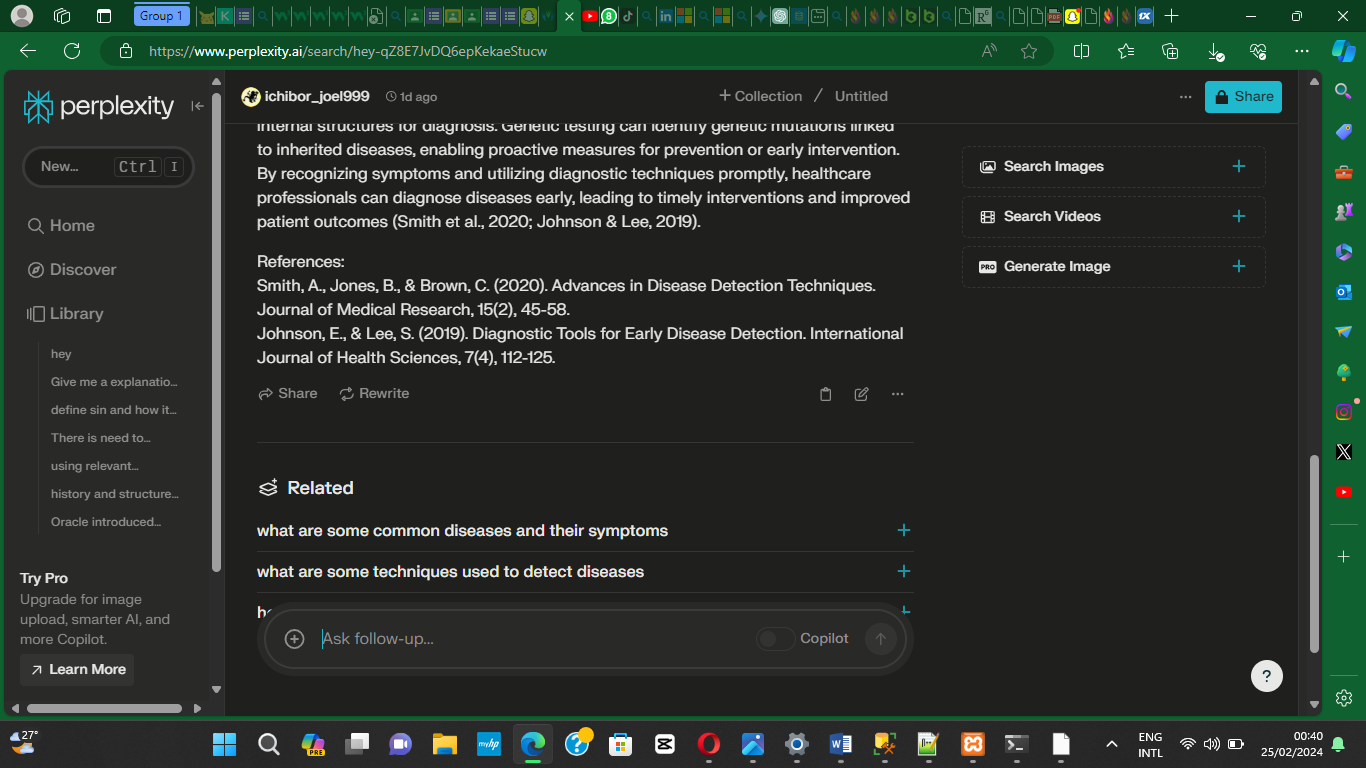 Group 1
https://www.perplexity.ai/search/hey-qZ8E7JvDQ6epKekaeStucw
perplexity
New... Ctrl I
Home
Discover
Library
hey
Give me a explanatio...
define sin and how it...
There is need to...
using relevant...
history and structure...
Oracle introduced...
Try Pro
Upgrade for image
upload, smarter AI, and
more Copilot.
Learn More
ichibor_joel999 1d ago + Collection / Untitled ... Share
internal structures for diagnosis. Genetic testing can identify genetic mutations linked
to inherited diseases, enabling proactive measures for prevention or early intervention.
By recognizing symptoms and utilizing diagnostic techniques promptly, healthcare
professionals can diagnose diseases early, leading to timely interventions and improved
patient outcomes (Smith et al., 2020; Johnson & Lee, 2019).
References:
Smith, A., Jones, B., & Brown, C. (2020). Advances in Disease Detection Techniques.
Journal of Medical Research, 15(2), 45-58.
Johnson, E., & Lee, S. (2019). Diagnostic Tools for Early Disease Detection. International
Journal of Health Sciences, 7(4), 112-125.
Share Rewrite
Related
what are some common diseases and their symptoms
what are some techniques used to detect diseases
Ask follow-up... Copilot
Search Images
Search Videos
PRO Generate Image
?
27°
PRE
myhp
ENG
INTL
00:40
25/02/2024